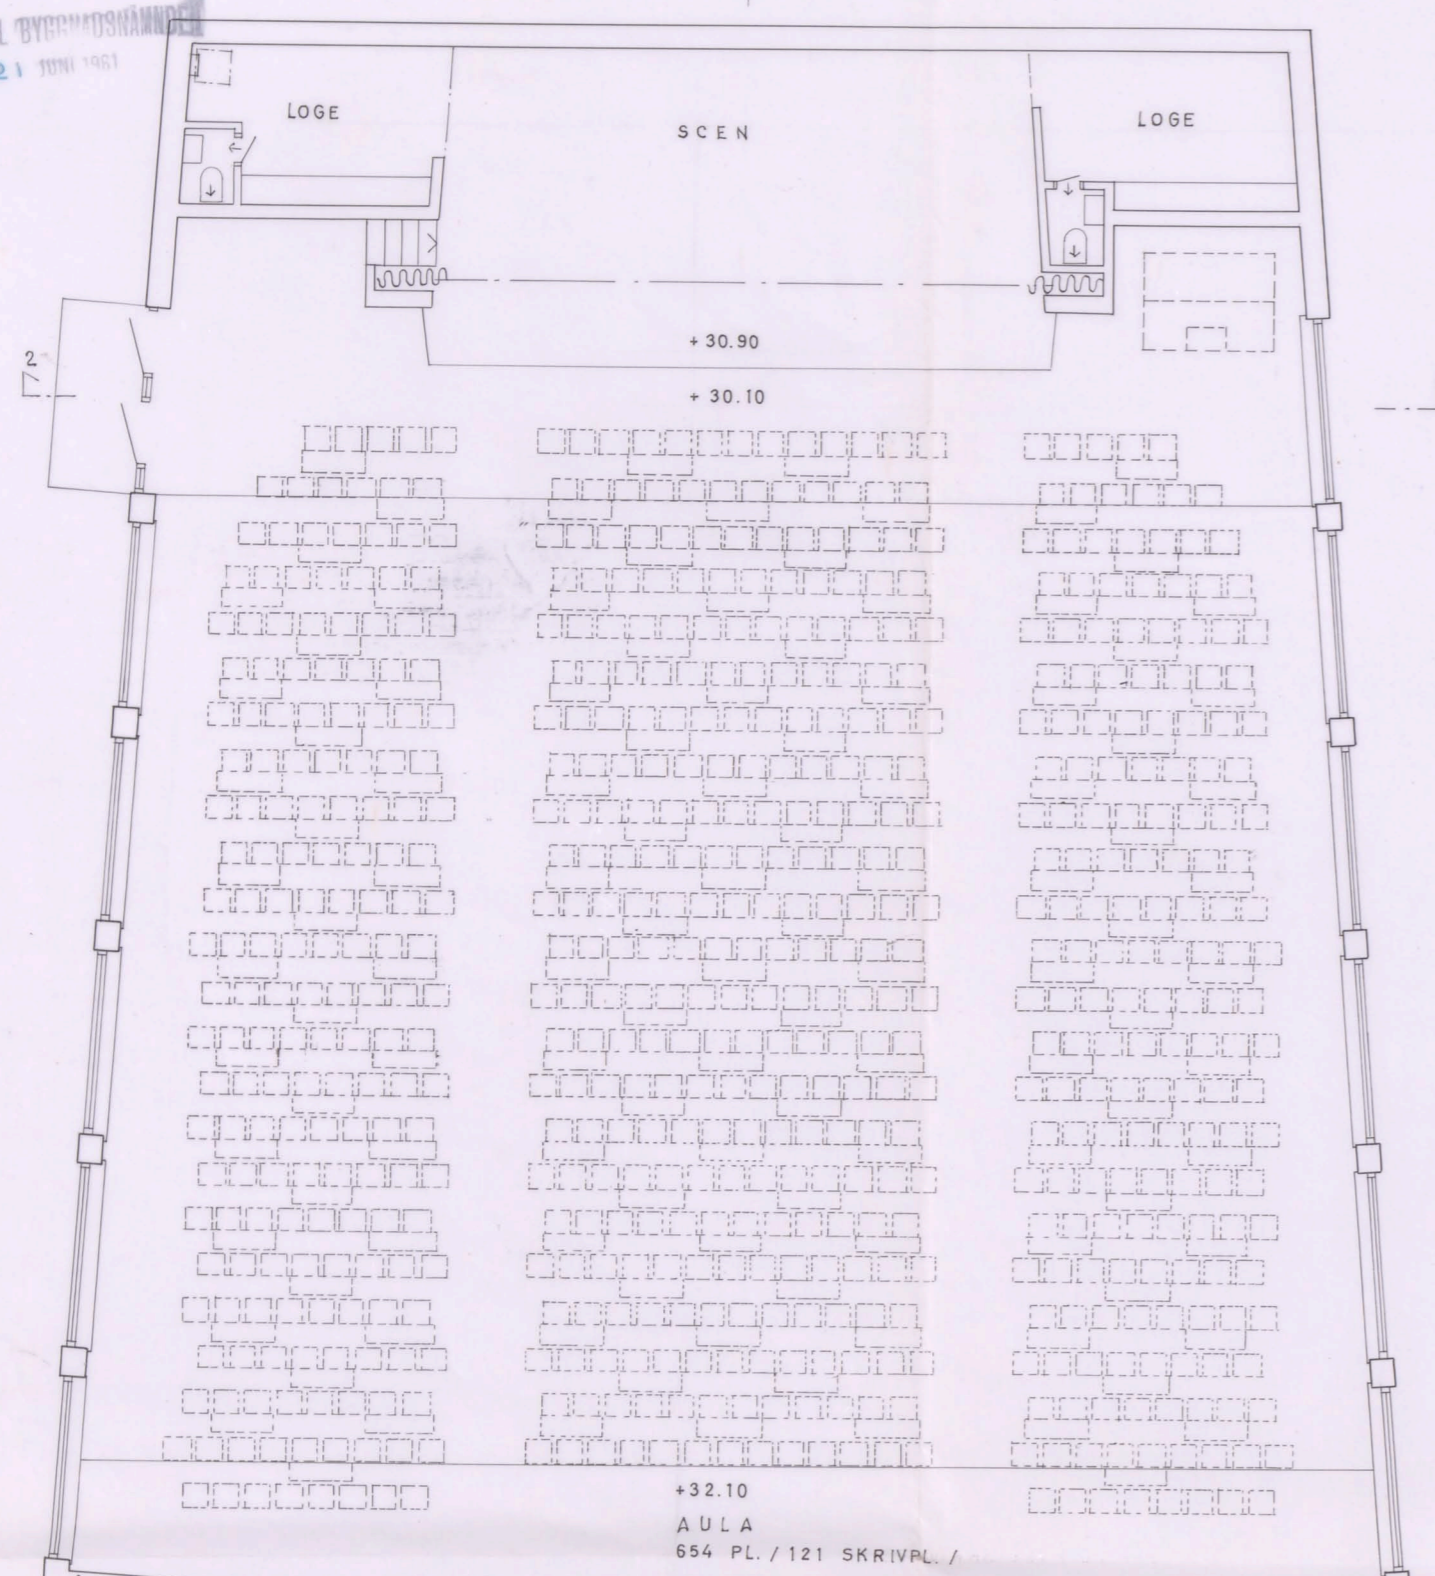 L BYGGNADSNÄMNDEN
21 JUNI 1961
LOGE
SCEN
LOGE
+30.90
2
+ 30.10
+32.10
AULA
654 PL. / 121 SKRIVPL. /